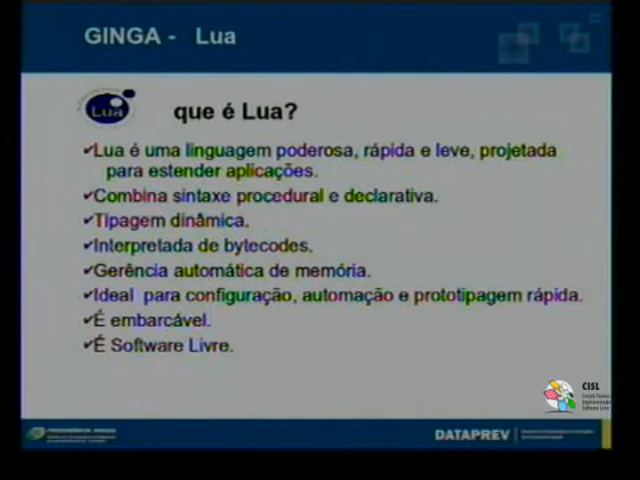 GINGA - Lua
Lua
que é Lua?
✔Lua é uma linguagem poderosa, rápida e leve, projetada
para estender aplicações.
✔Combina sintaxe procedural e declarativa.
✔Tipagem dinâmica.
✔Interpretada de bytecodes.
✔Gerência automática de memória.
✔Ideal para configuração, automação e prototipagem rápida.
✔É embarcável.
✔É Software Livre.
CISL
DATAPREV